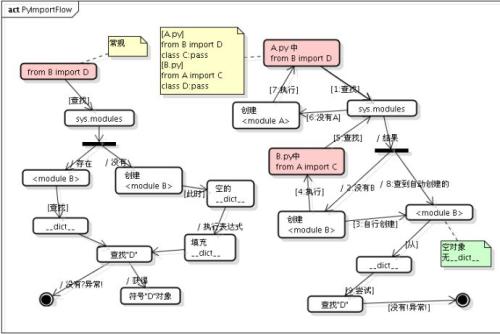 act PyImportFlow
常规
from B import D
[查找]
sys.modules
/ 存在
/ 没有
<module B>
创建
<module B>
[查找]
[此时]
空的
__dict__
__dict__
/ 执行表达式
查找"D"
填充
__dict__
/ 没有?异常!
/ 获得
符号"D"对象
[A.py]
from B import D
class C:pass
[B.py]
from A import C
class D:pass
A.py 中
from B import D
[7:执行]
[1:查找]
创建
<module A>
[6:没有A]
sys.modules
[5:查找]
/ 结果
B.py中
from A import C
[4:执行]
/ 2:没有B
/ 8:查到自动创建的
创建
<module B>
[3:自行创建]
<module B>
[从]
空对象
无__dict__
__dict__
[9:尝试]
查找"D"
[没有!异常!]